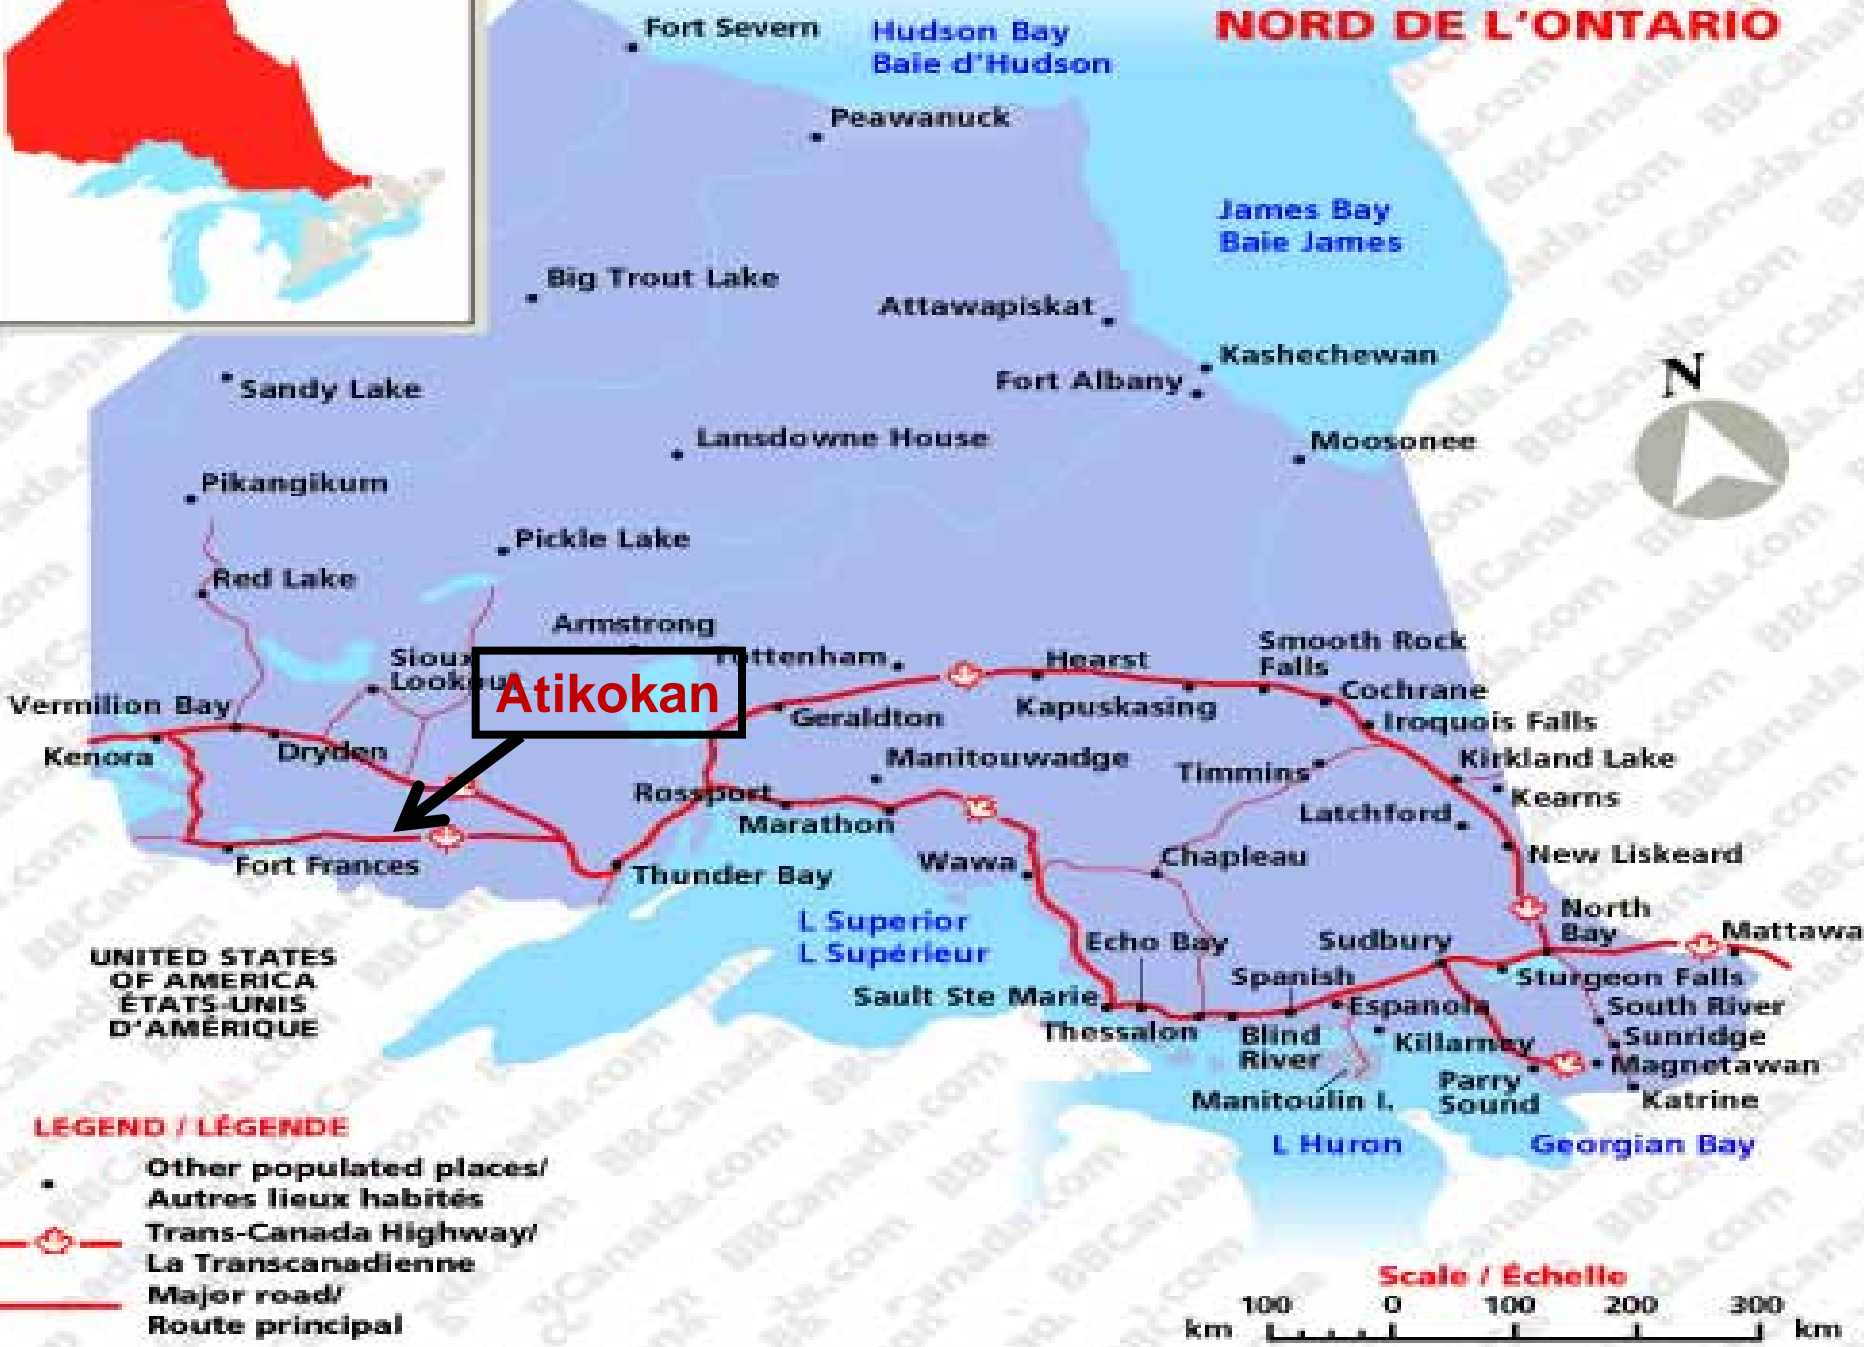 NORD DE L'ONTARIO
Fort Severn
Hudson Bay
Baie d'Hudson
Peawanuck
James Bay
Baie James
Big Trout Lake
Attawapiskat
Kashechewan
Fort Albany
N
Sandy Lake
Lansdowne House
Moosonee
Pikangikum
Pickle Lake
Red Lake
Armstrong
Smooth Rock
Falls
Sioux
Lookou
Atikokan
ttenham
Hearst
Cochrane
Vermilion Bay
Kapuskasing
Geraldton
Iroquois Falls
Kenora
Dryden
Manitouwadge
Timmins
Kirkland Lake
Kearns
Rossport
Marathon
Latchford
Fort Frances
Thunder Bay
Wawa
Chapleau
New Liskeard
L Superior
L Supérieur
North
Bay
Mattawa
Echo Bay
Sudbury
UNITED STATES
OF AMERICA
ÉTATS-UNIS
D'AMÉRIQUE
Spanish
Sturgeon Falls
Sault Ste Marie
Espanola
South River
Thessalon
Blind
River
Killarney
Sunridge
Magnetawan
Parry
Sound
Manitoulin I.
Katrine
L Huron
Georgian Bay
LEGEND / LÉGENDE
Other populated places/
Autres lieux habités
Trans-Canada Highway/
La Transcanadienne
Major road/
Route principal
Scale / Échelle
100 0 100 200 300
km km
BBCanada.com